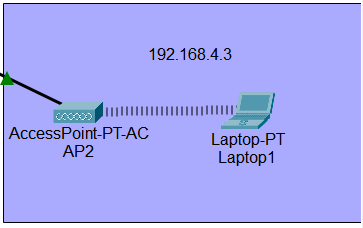 192.168.4.3
AccessPoint-PT-AC
AP2
Laptop-PT
Laptop1